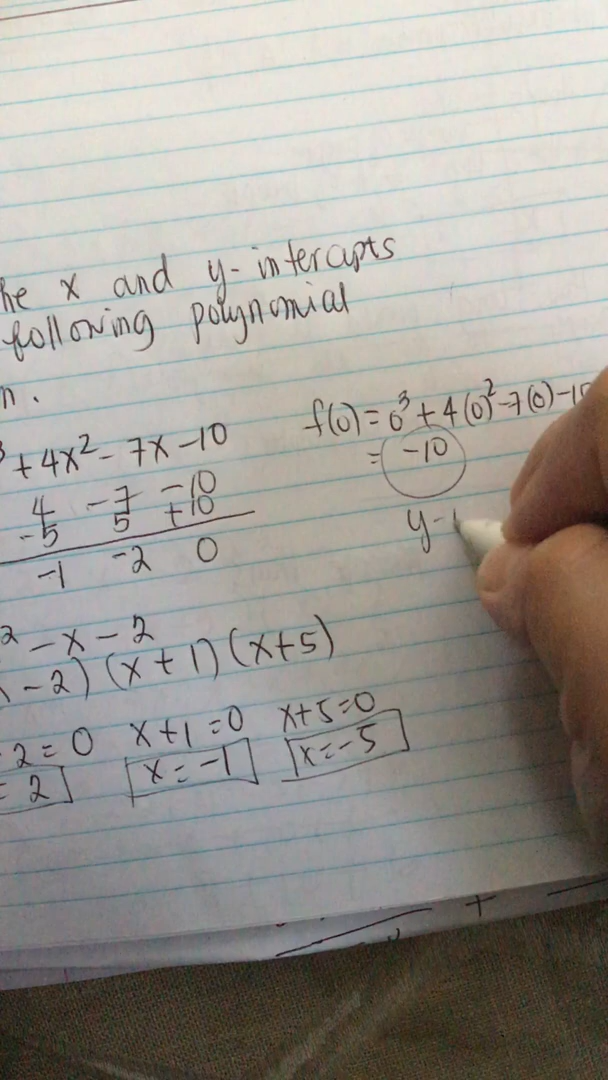 he x and y-intercepts
following polynomial
n.
³ + 4x² - 7x - 10
4 -7 -10
-5 5 +10
-1 -2 0
² - x - 2
x - 2) (x + 1) (x + 5)
- 2 = 0 x + 1 = 0 x + 5 = 0
= 2 x = -1 x = -5
f(0) = 0³ + 4(0)² - 7(0) - 10
= -10
y-i